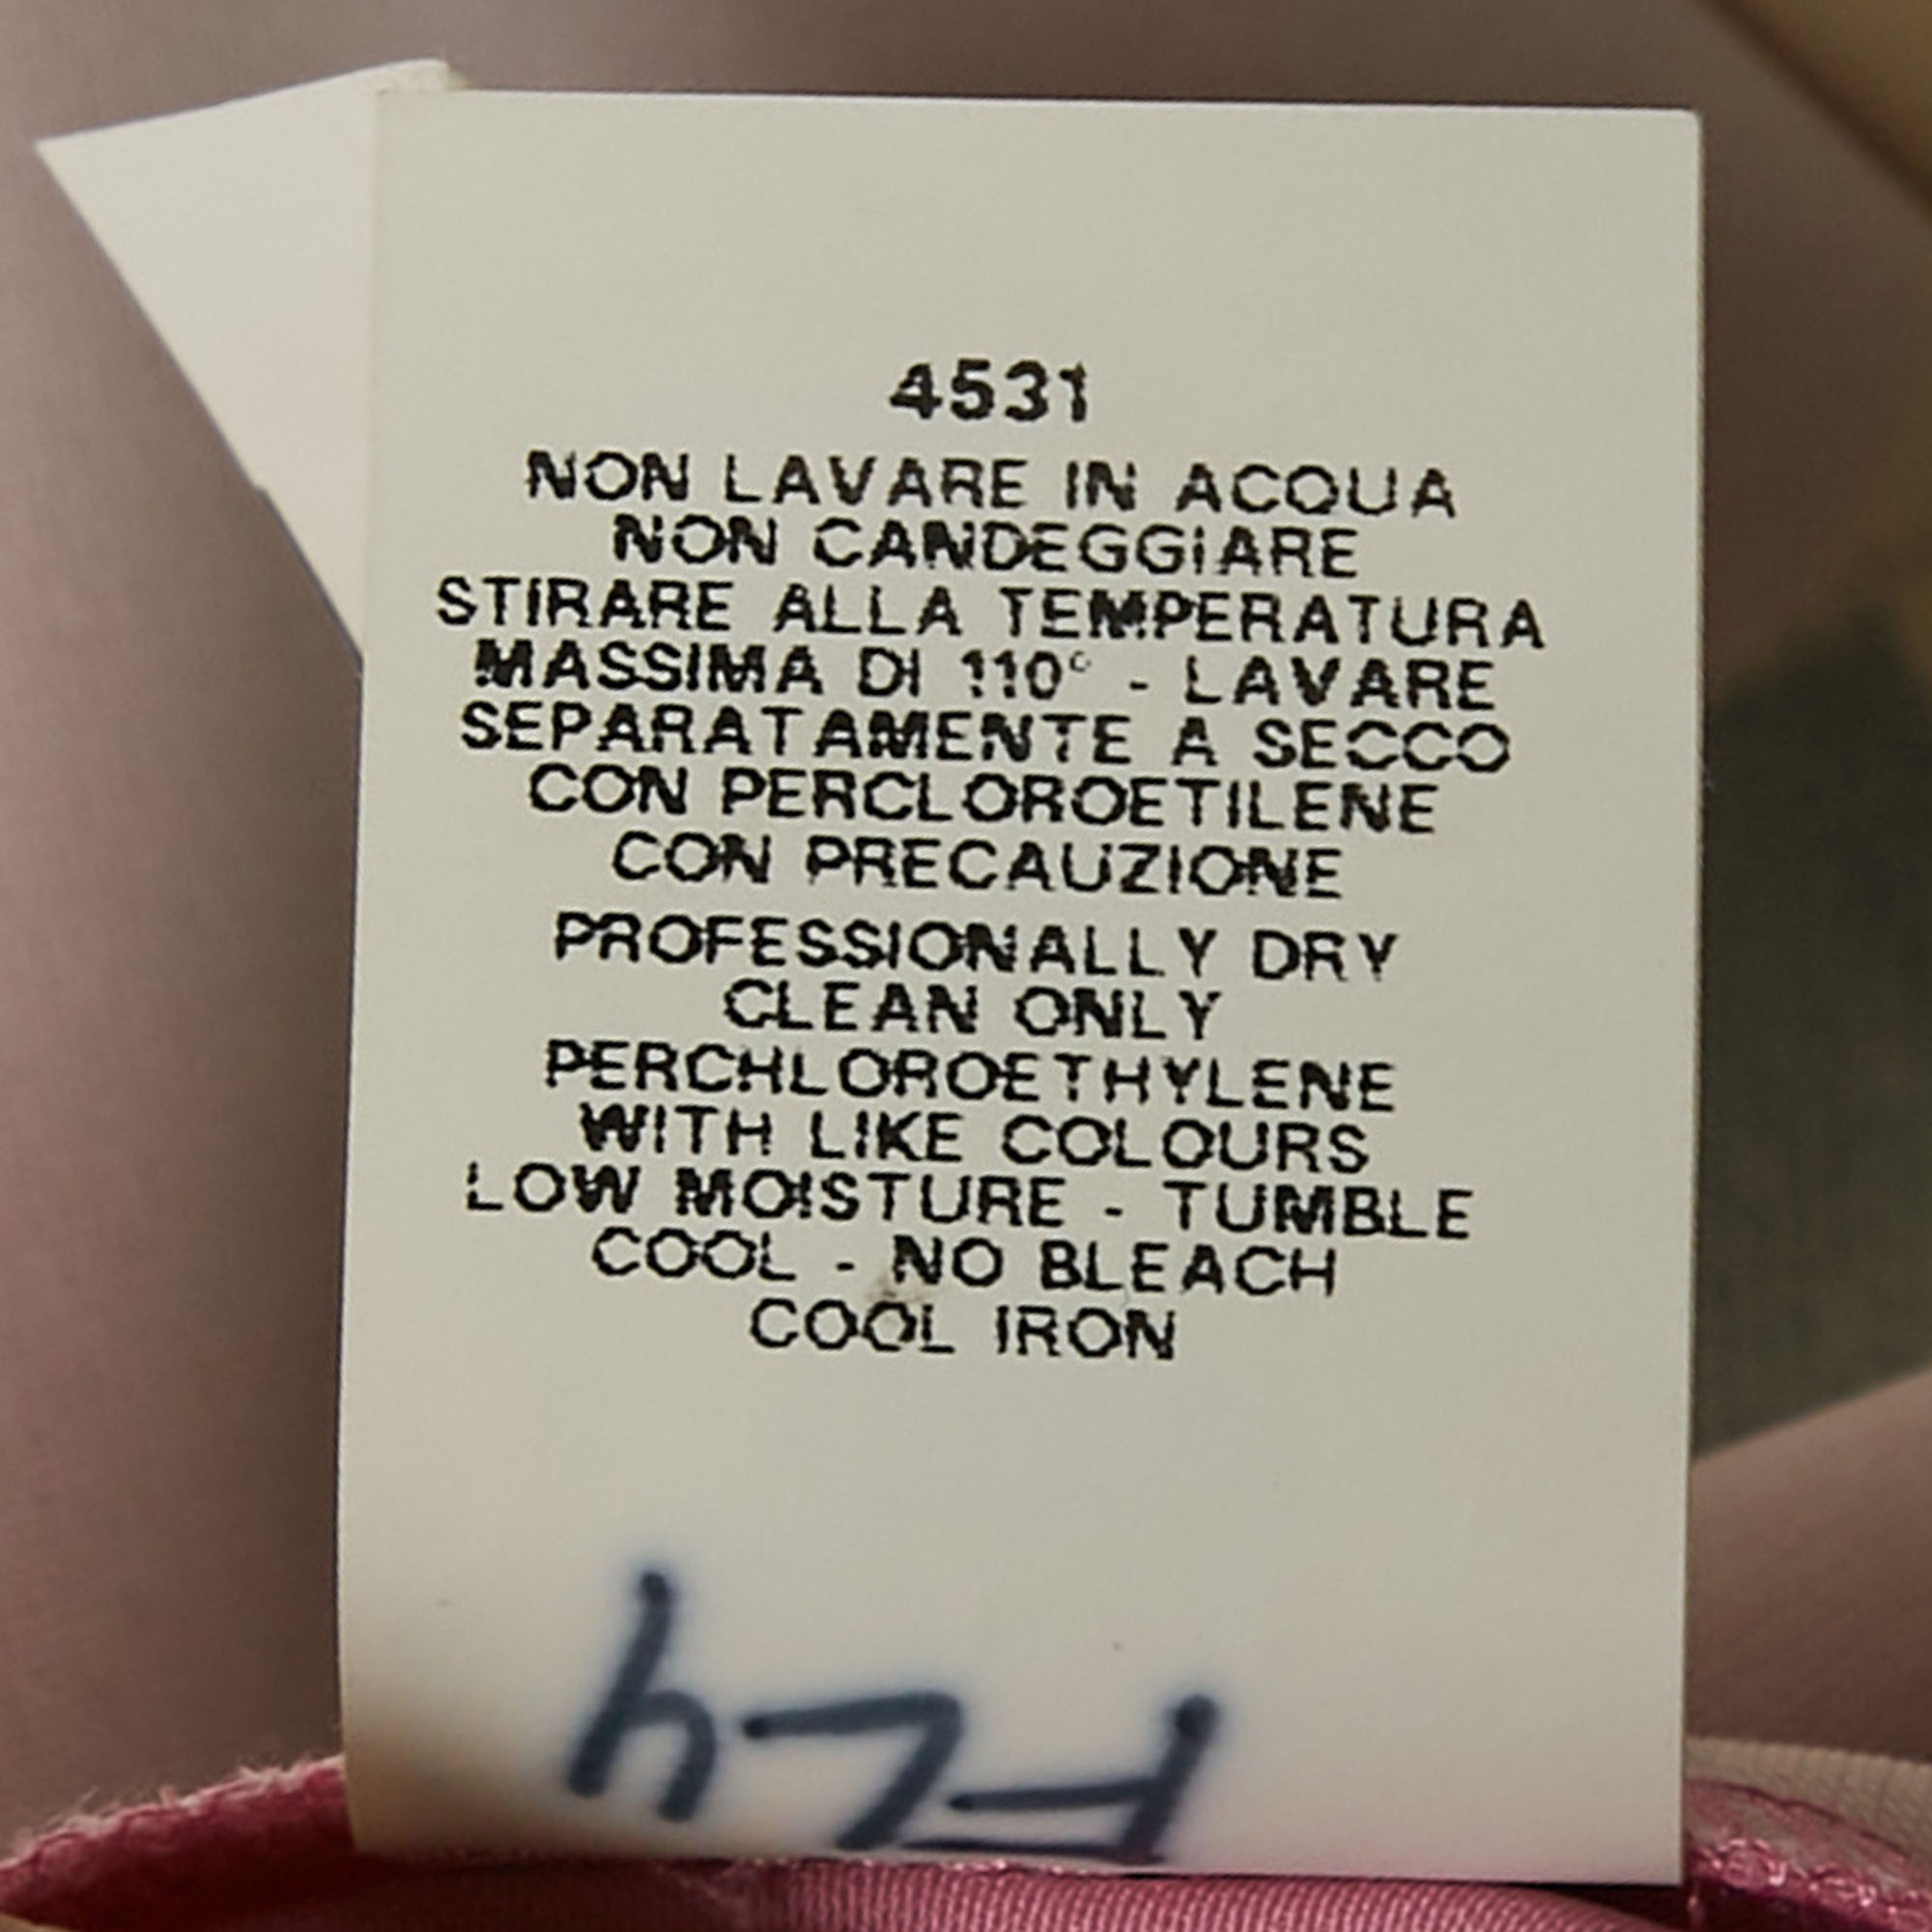 4531
NON LAVARE IN ACQUA
NON CANDEGGIARE
STIRARE ALLA TEMPERATURA
MASSIMA DI 110° - LAVARE
SEPARATAMENTE A SECCO
CON PERCLOROETILENE
CON PRECAUZIONE
PROFESSIONALLY DRY
CLEAN ONLY
PERCHLOROETHYLENE
WITH LIKE COLOURS
LOW MOISTURE - TUMBLE
COOL - NO BLEACH
COOL IRON